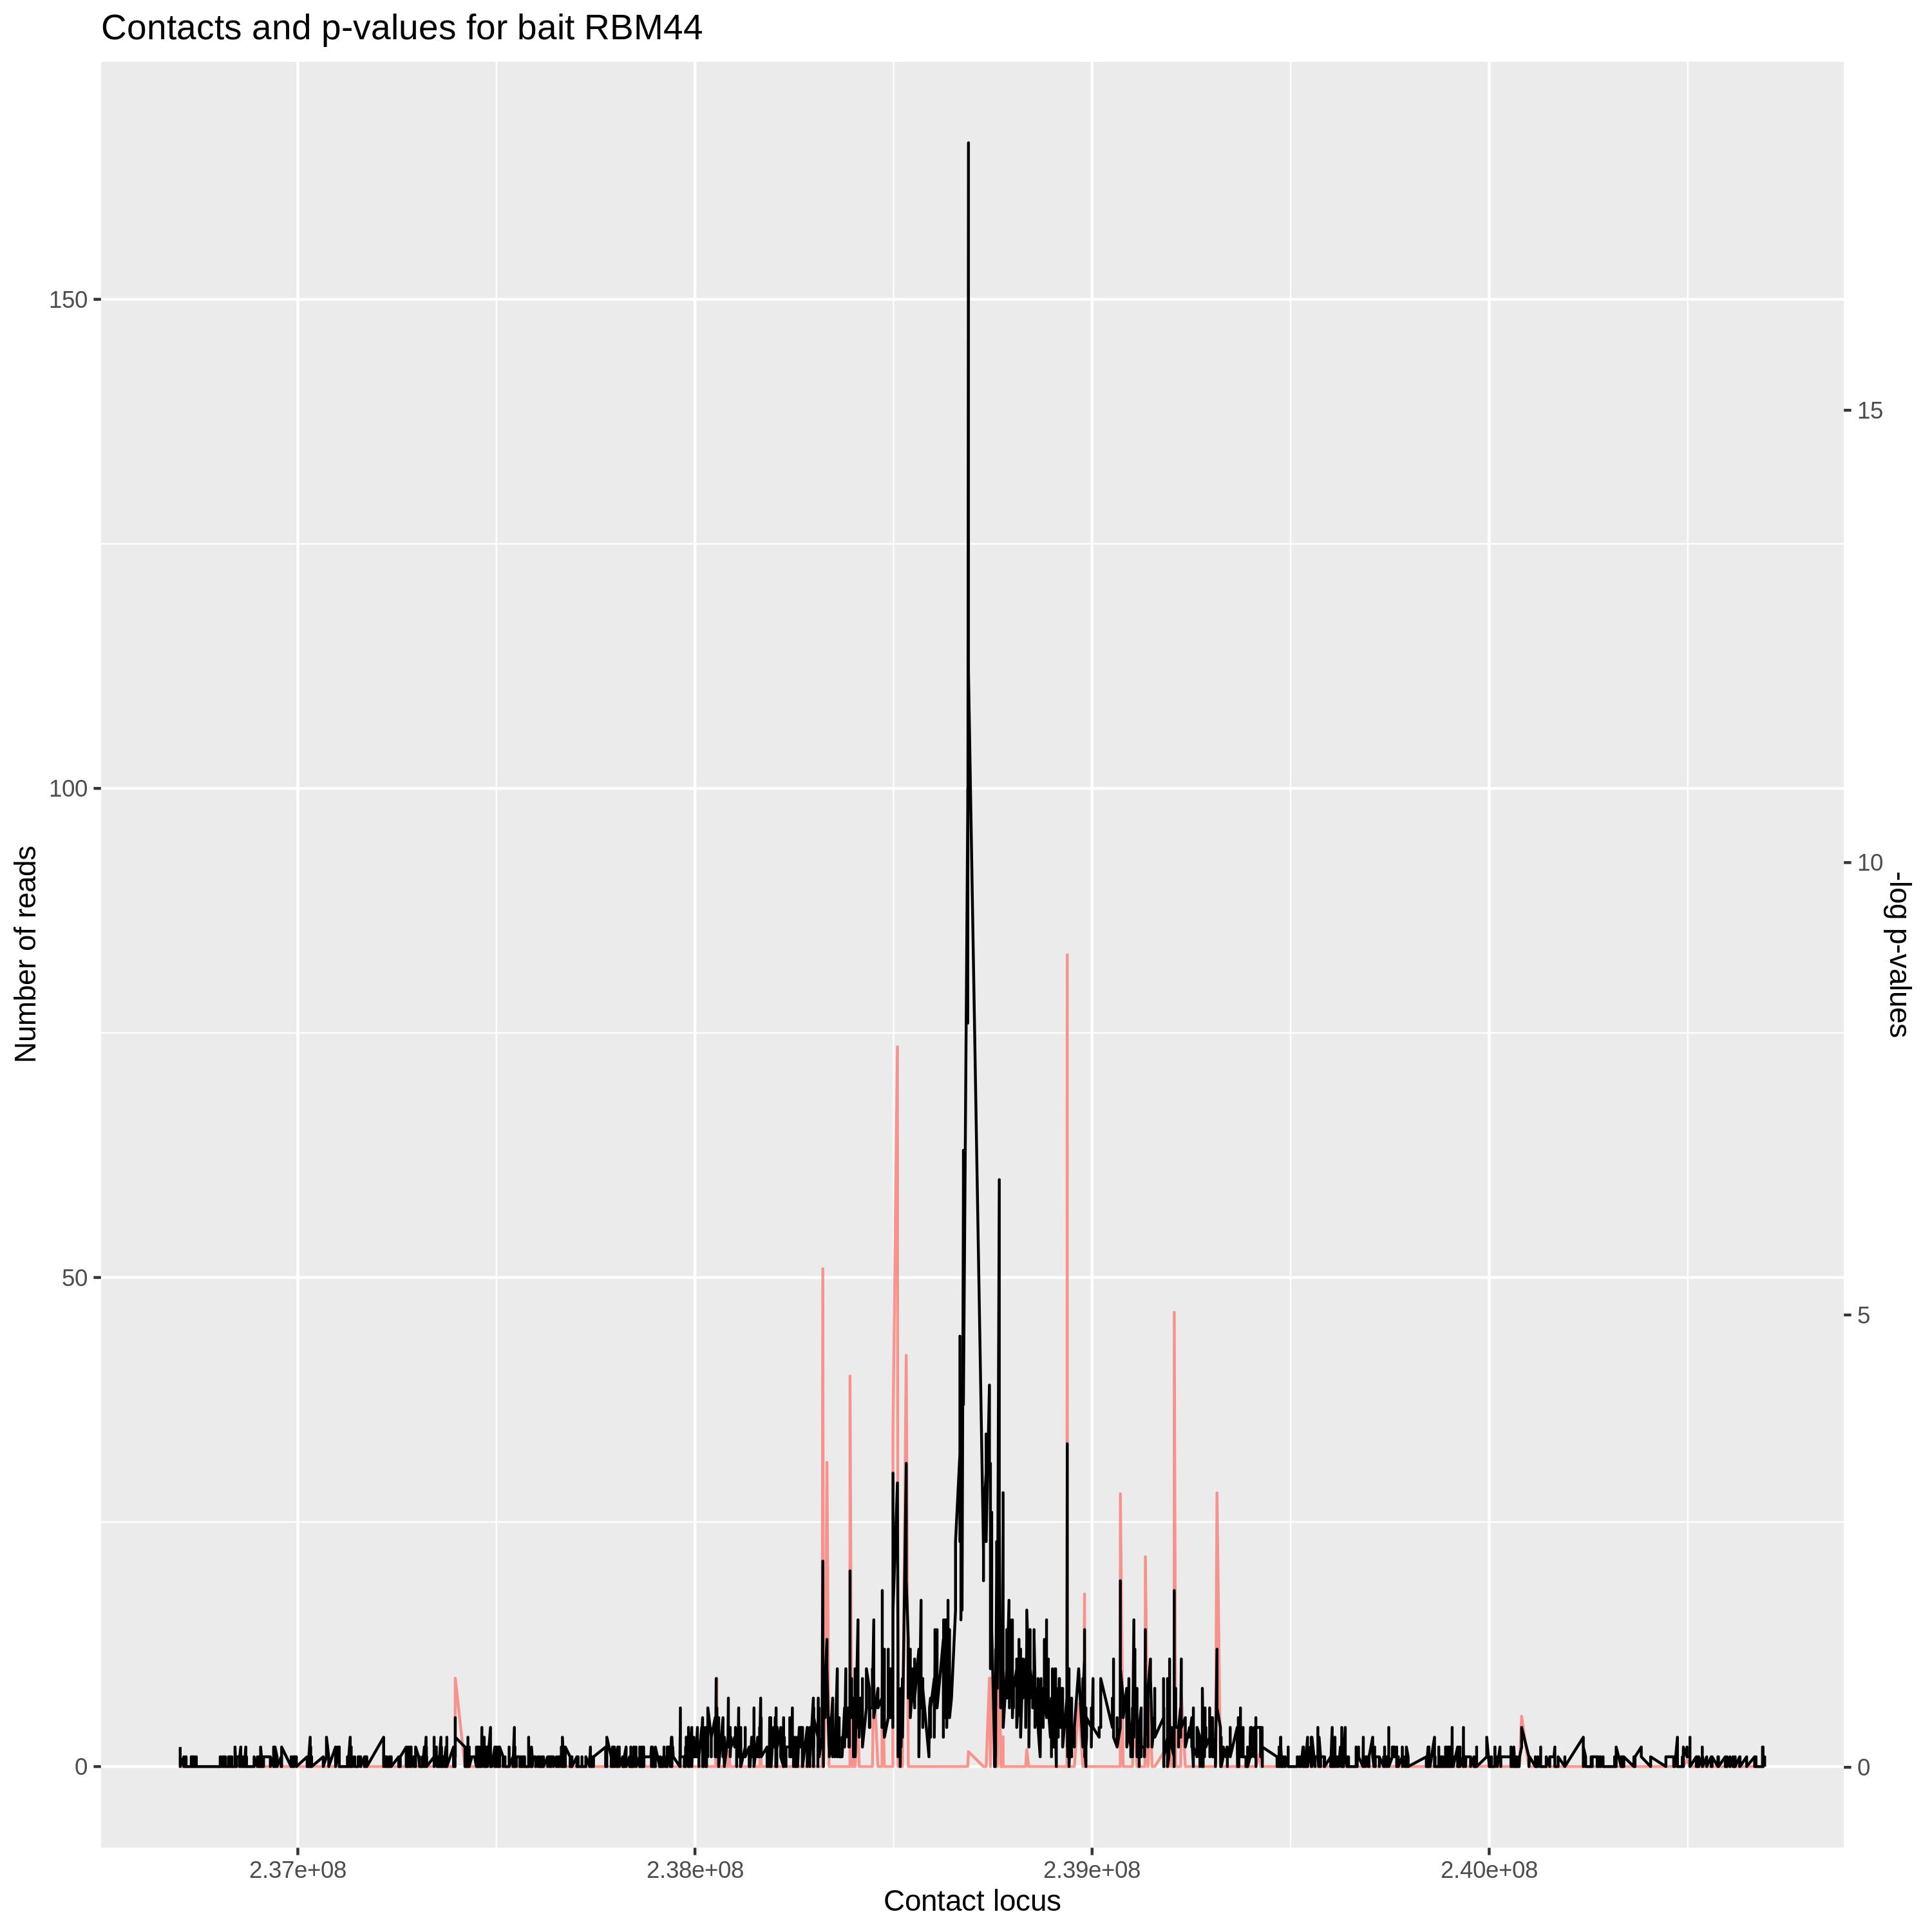 Contacts and p-values for bait RBM44
150
100
50
0
Number of reads
15
10
5
0
-log p-values
2.37e+08
2.38e+08
2.39e+08
2.40e+08
Contact locus